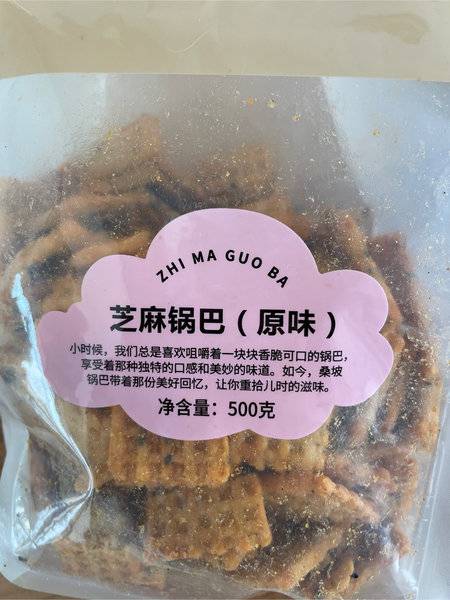 ZHI MA GUO BA
芝麻锅巴（原味）
小时候，我们总是喜欢咀嚼着一块块香脆可口的锅巴，
享受着那种独特的口感和美妙的味道。如今，桑坡
锅巴带着那份美好回忆，让你重拾儿时的滋味。
净含量：500克